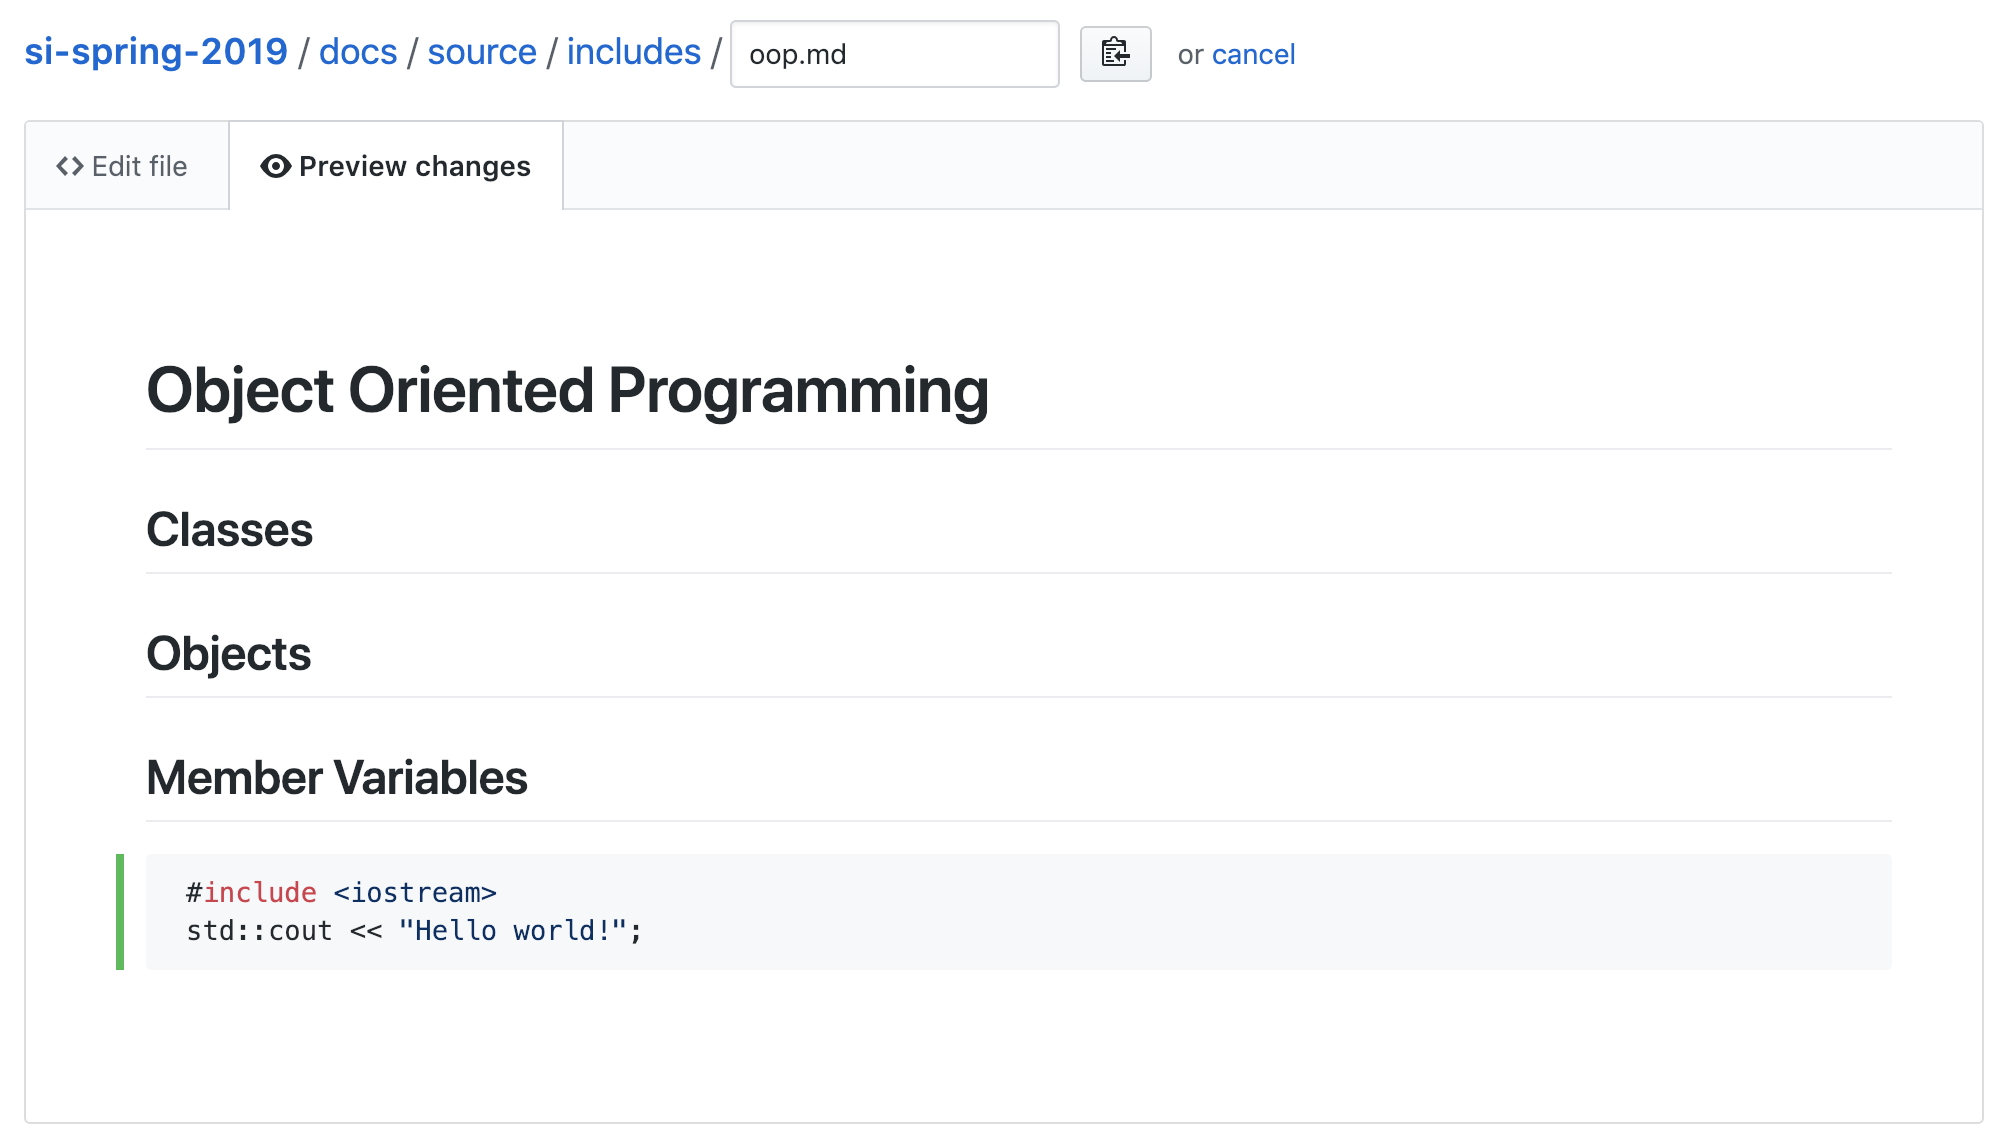 si-spring-2019 / docs / source / includes / oop.md or cancel
<> Edit file Preview changes
Object Oriented Programming
Classes
Objects
Member Variables
#include <iostream>
std::cout << "Hello world!";